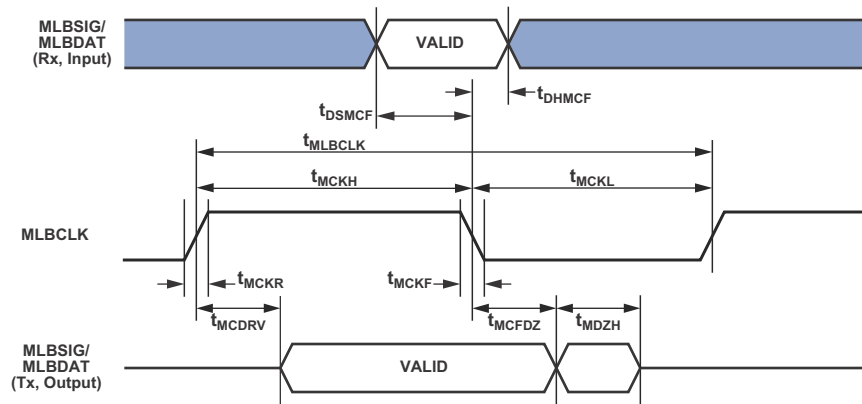 MLBSIG/
MLBDAT
(Rx, Input)
VALID
tDHMCF
tDSMCF
tMLBCLK
tMCKH
tMCKL
MLBCLK
tMCKR
tMCKF
tMCDRV
tMCFDZ
tMDZH
MLBSIG/
MLBDAT
(Tx, Output)
VALID